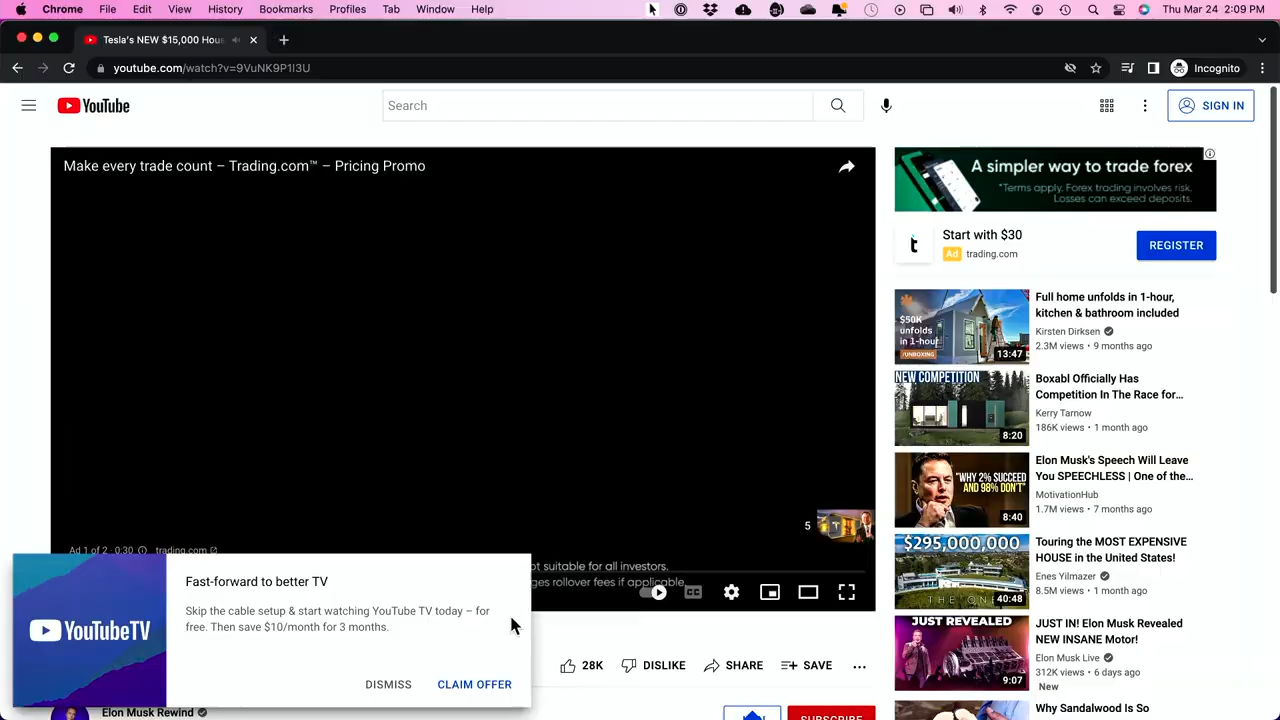 Chrome File Edit View History Bookmarks Profiles Tab Window Help
Thu Mar 24 2:09 PM
Tesla's NEW $15,000 Hou
youtube.com/watch?v=9VuNK9P1I3U
Incognito
YouTube
Search
SIGN IN
Make every trade count – Trading.com™ – Pricing Promo
A simpler way to trade forex
*Terms apply. Forex trading involves risk.
Losses can exceed deposits.
Start with $30
Ad trading.com
REGISTER
$50K
unfolds
in 1-hour
/UNBOXING
13:47
Full home unfolds in 1-hour,
kitchen & bathroom included
Kirsten Dirksen
2.3M views • 9 months ago
NEW COMPETITION
8:20
Boxabl Officially Has
Competition In The Race for…
Kerry Tarnow
186K views • 1 month ago
"WHY 2% SUCCEED
AND 98% DON'T"
8:40
Elon Musk's Speech Will Leave
You SPEECHLESS | One of the…
MotivationHub
1.7M views • 7 months ago
$295,000,000
THE ONE
40:48
Touring the MOST EXPENSIVE
HOUSE in the United States!
Enes Yilmazer
8.5M views • 1 month ago
JUST REVEALED
9:07
JUST IN! Elon Musk Revealed
NEW INSANE Motor!
Elon Musk Live
312K views • 6 days ago
New
Why Sandalwood Is So
5
Ad 1 of 2 · 0:30 trading.com
ot suitable for all investors.
ges rollover fees if applicable.
CC
YouTubeTV
Fast-forward to better TV
Skip the cable setup & start watching YouTube TV today – for
free. Then save $10/month for 3 months.
DISMISS CLAIM OFFER
28K DISLIKE SHARE SAVE
Elon Musk Rewind
SUBSCRIBE